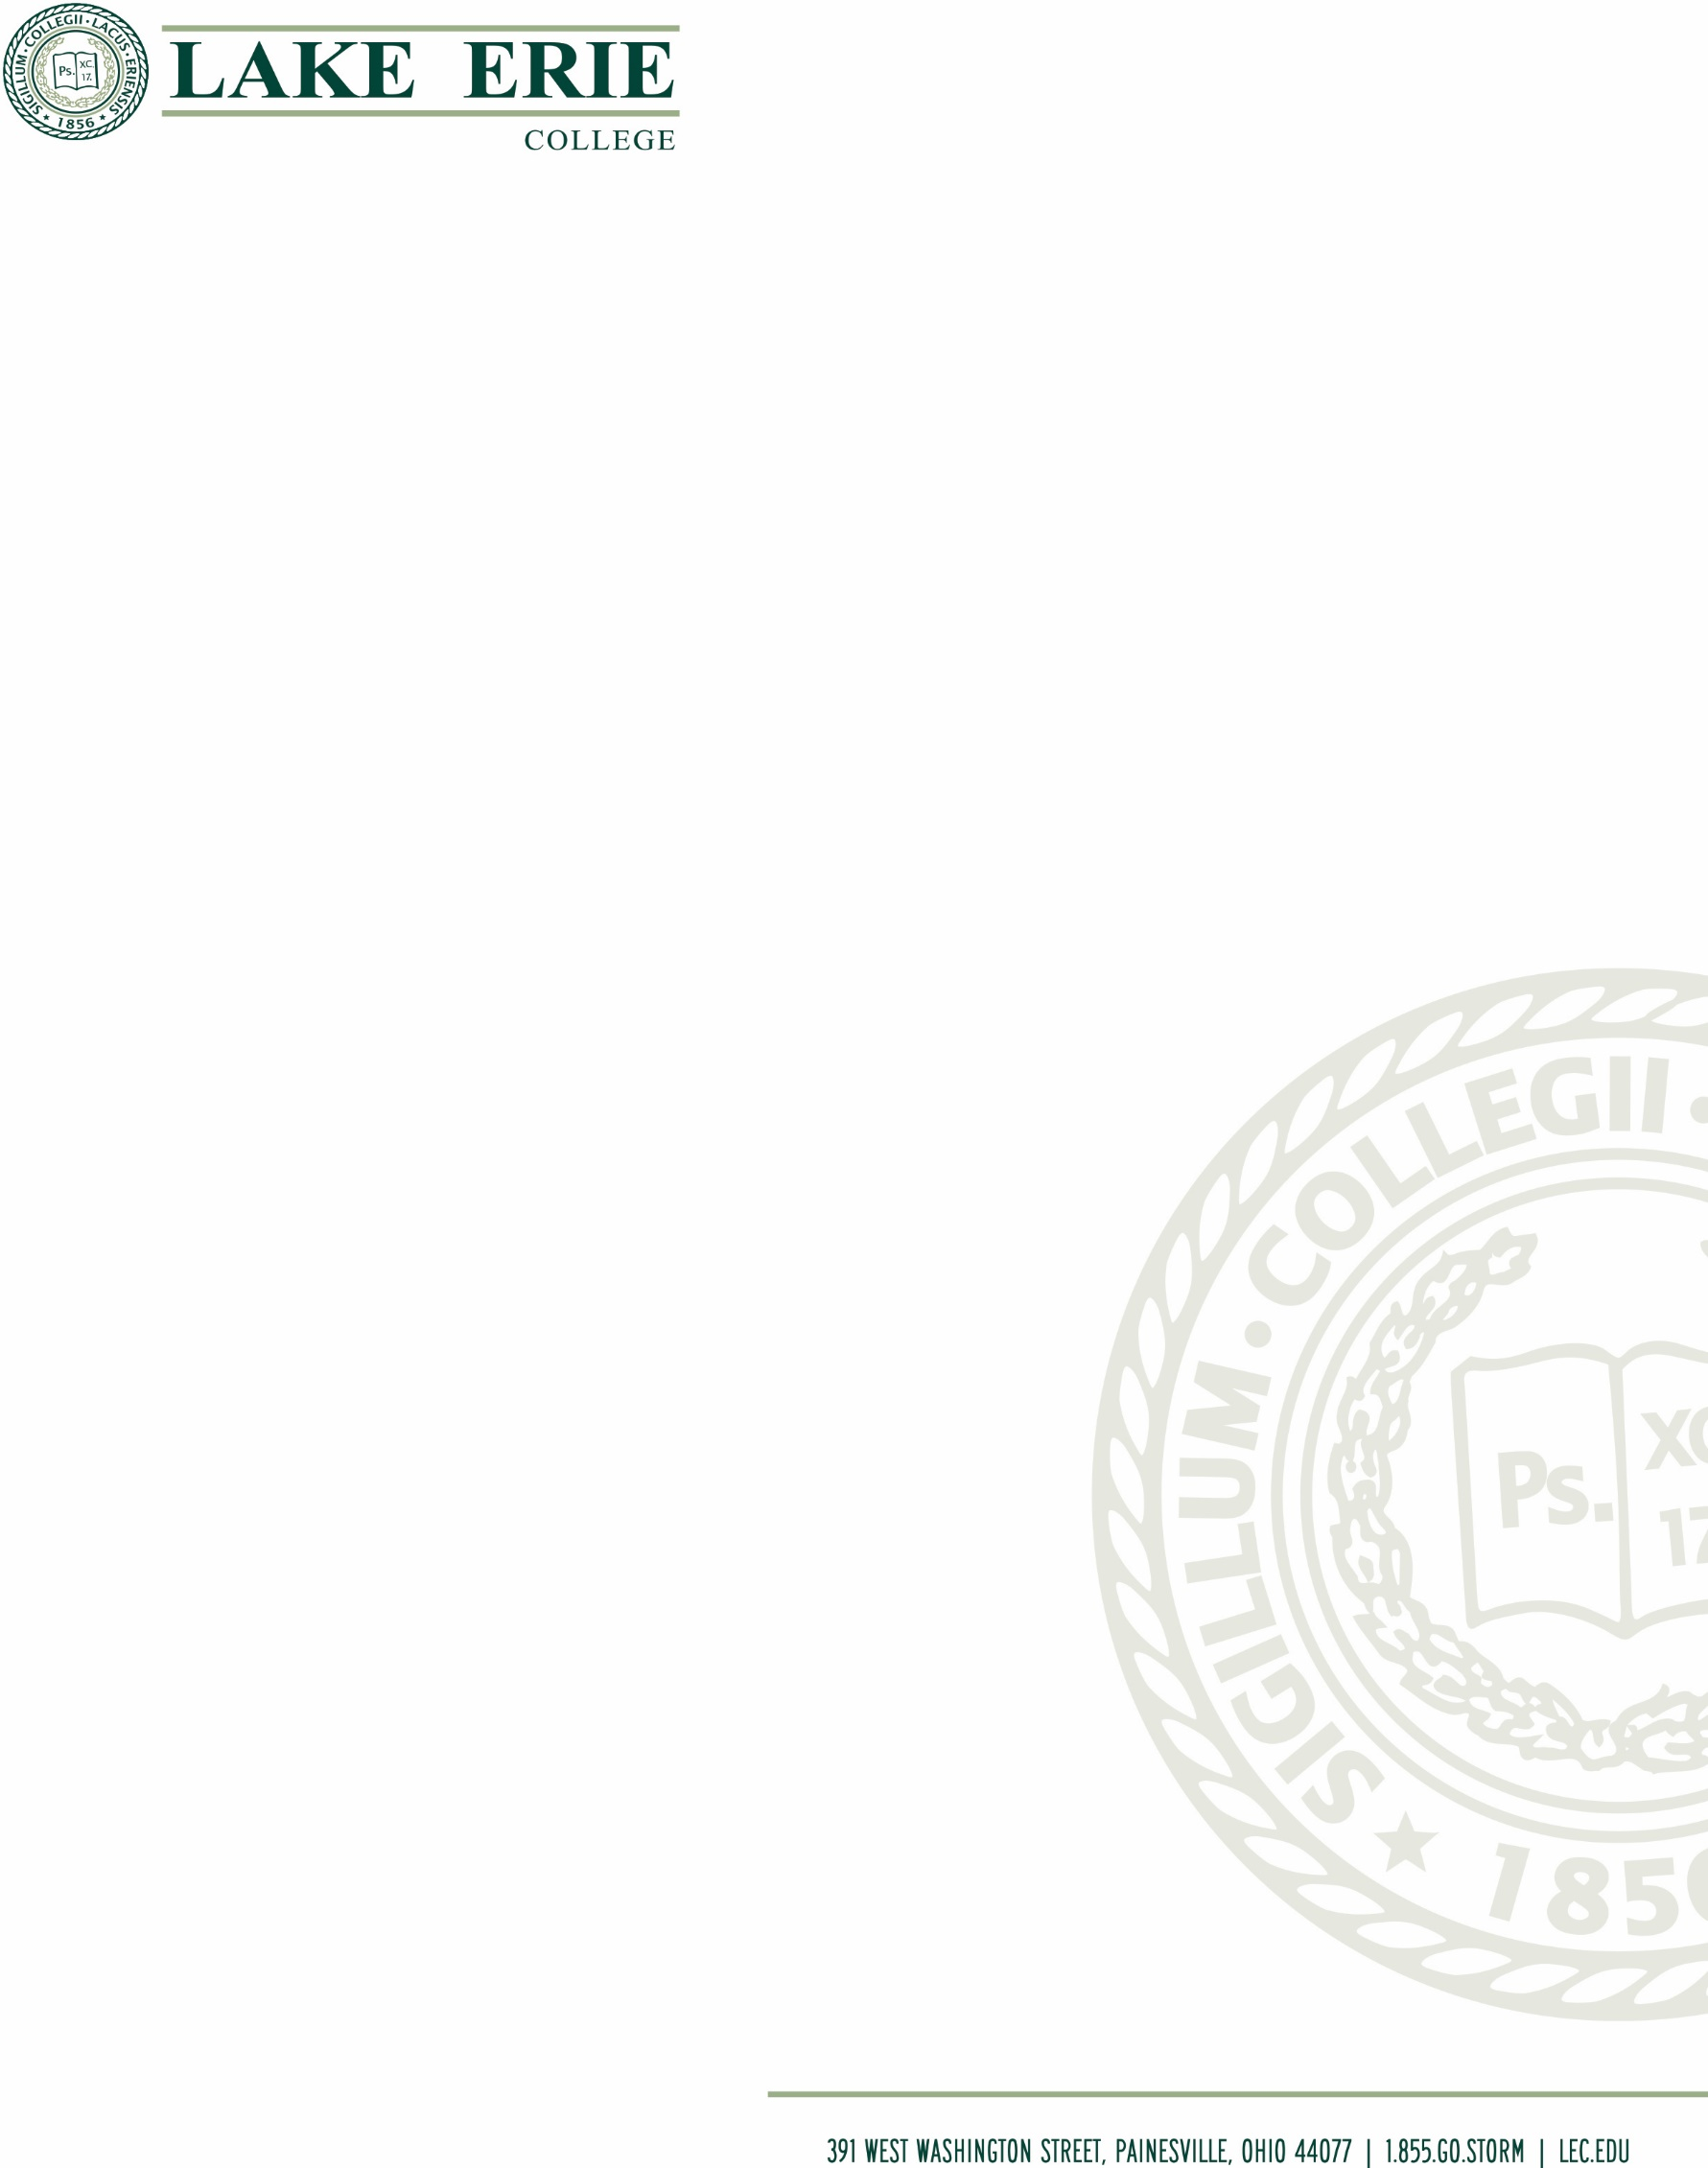 SIGILLUM · COLLEGII · LACUS · ERIENSIS
★ 1856 ★
Ps.
XC.
17.
LAKE ERIE
COLLEGE
SIGILLUM · COLLEGII ·
Ps.
★ 185
391 WEST WASHINGTON STREET, PAINESVILLE, OHIO 44077 | 1.855.GO.STORM | LEC.EDU